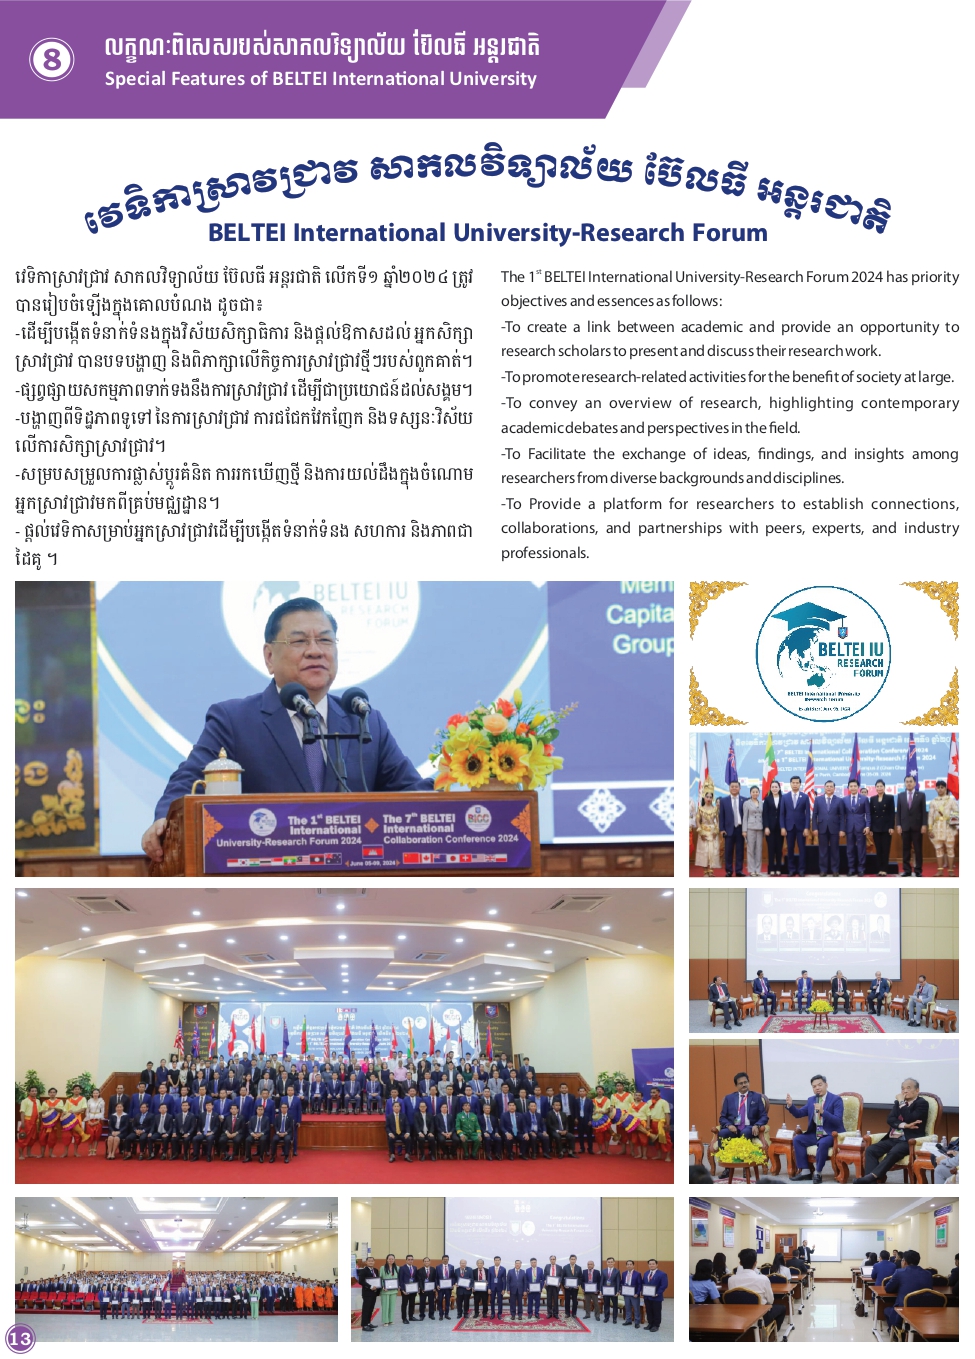 8
លក្ខណៈពិសេសរបស់សាកលវិទ្យាល័យ ប៊ែលធី អន្តរជាតិ
Special Features of BELTEI International University
វេទិកាស្រាវជ្រាវ សាកលវិទ្យាល័យ ប៊ែលធី អន្តរជាតិ
BELTEI International University-Research Forum
វេទិកាស្រាវជ្រាវ សាកលវិទ្យាល័យ ប៊ែលធី អន្តរជាតិ លើកទី១ ឆ្នាំ២០២៤ ត្រូវ
បានរៀបចំឡើងក្នុងគោលបំណង ដូចជា៖
-ដើម្បីបង្កើតទំនាក់ទំនងក្នុងវិស័យសិក្សាធិការ និងផ្តល់ឱកាសដល់ អ្នកសិក្សា
ស្រាវជ្រាវ បានបទបង្ហាញ និងពិភាក្សាលើកិច្ចការស្រាវជ្រាវថ្មីៗរបស់ពួកគាត់។
-ផ្សព្វផ្សាយសកម្មភាពទាក់ទងនឹងការស្រាវជ្រាវ ដើម្បីជាប្រយោជន៍ដល់សង្គម។
-បង្ហាញពីទិដ្ឋភាពទូទៅ នៃការស្រាវជ្រាវ ការជជែកវែកញែក និងទស្សនៈវិស័យ
លើការសិក្សាស្រាវជ្រាវ។
-សម្របសម្រួលការផ្លាស់ប្តូរគំនិត ការរកឃើញថ្មី និងការយល់ដឹងក្នុងចំណោម
អ្នកស្រាវជ្រាវមកពីគ្រប់មជ្ឈដ្ឋាន។
- ផ្តល់វេទិកាសម្រាប់អ្នកស្រាវជ្រាវដើម្បីបង្កើតទំនាក់ទំនង សហការ និងភាពជា
ដៃគូ ។
The 1st BELTEI International University-Research Forum 2024 has priority
objectives and essences as follows:
-To create a link between academic and provide an opportunity to
research scholars to present and discuss their research work.
-To promote research-related activities for the benefit of society at large.
-To convey an overview of research, highlighting contemporary
academic debates and perspectives in the field.
-To Facilitate the exchange of ideas, findings, and insights among
researchers from diverse backgrounds and disciplines.
-To Provide a platform for researchers to establish connections,
collaborations, and partnerships with peers, experts, and industry
professionals.
BELTEI IU
RESEARCH
FORUM
Capita
Group
The 1st BELTEI
International
University-Research Forum 2024
The 7th BELTEI
International
Collaboration Conference 2024
BICC
June 05-09, 2024
BELTEI IU
RESEARCH
FORUM
BELTEI International University
Research Forum
13